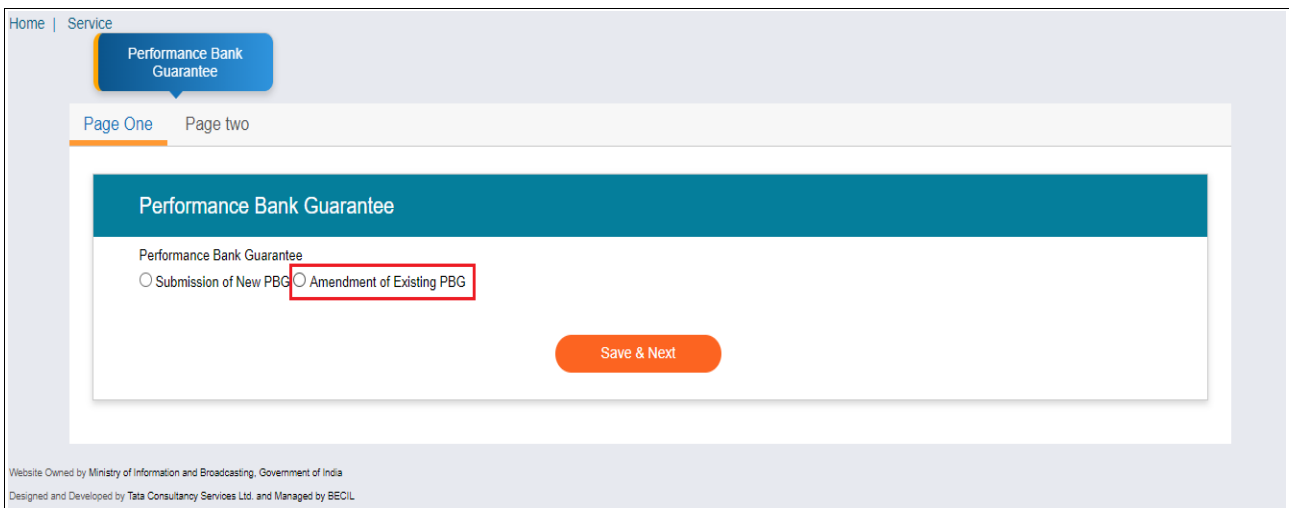 Home | Service
Performance Bank
Guarantee
Page One Page two
Performance Bank Guarantee
Performance Bank Guarantee
Submission of New PBG Amendment of Existing PBG
Save & Next
Website Owned by Ministry of Information and Broadcasting, Government of India
Designed and Developed by Tata Consultancy Services Ltd. and Managed by BECIL